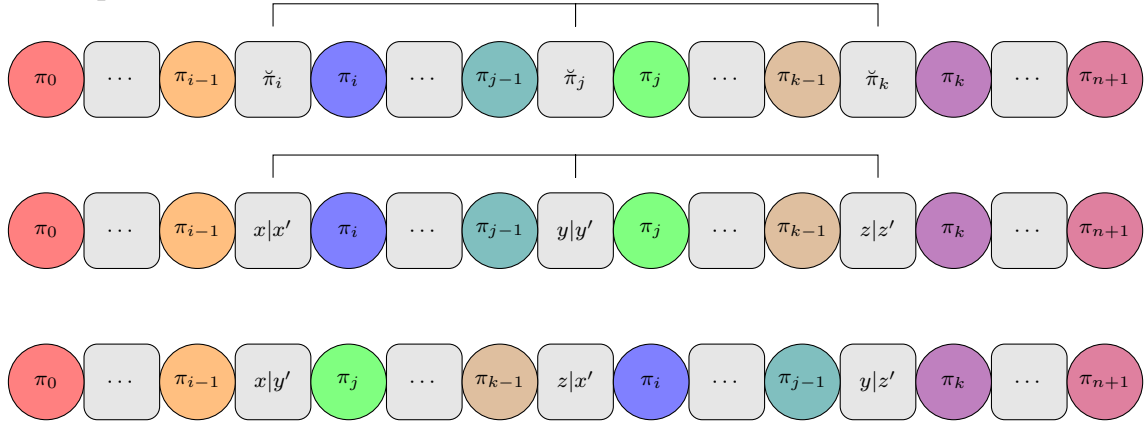 π₀ ⋯ πᵢ₋₁ π̆ᵢ πᵢ ⋯ πⱼ₋₁ π̆ⱼ πⱼ ⋯ πₖ₋₁ π̆ₖ πₖ ⋯ πₙ₊₁
π₀ ⋯ πᵢ₋₁ x|x′ πᵢ ⋯ πⱼ₋₁ y|y′ πⱼ ⋯ πₖ₋₁ z|z′ πₖ ⋯ πₙ₊₁
π₀ ⋯ πᵢ₋₁ x|y′ πⱼ ⋯ πₖ₋₁ z|x′ πᵢ ⋯ πⱼ₋₁ y|z′ πₖ ⋯ πₙ₊₁